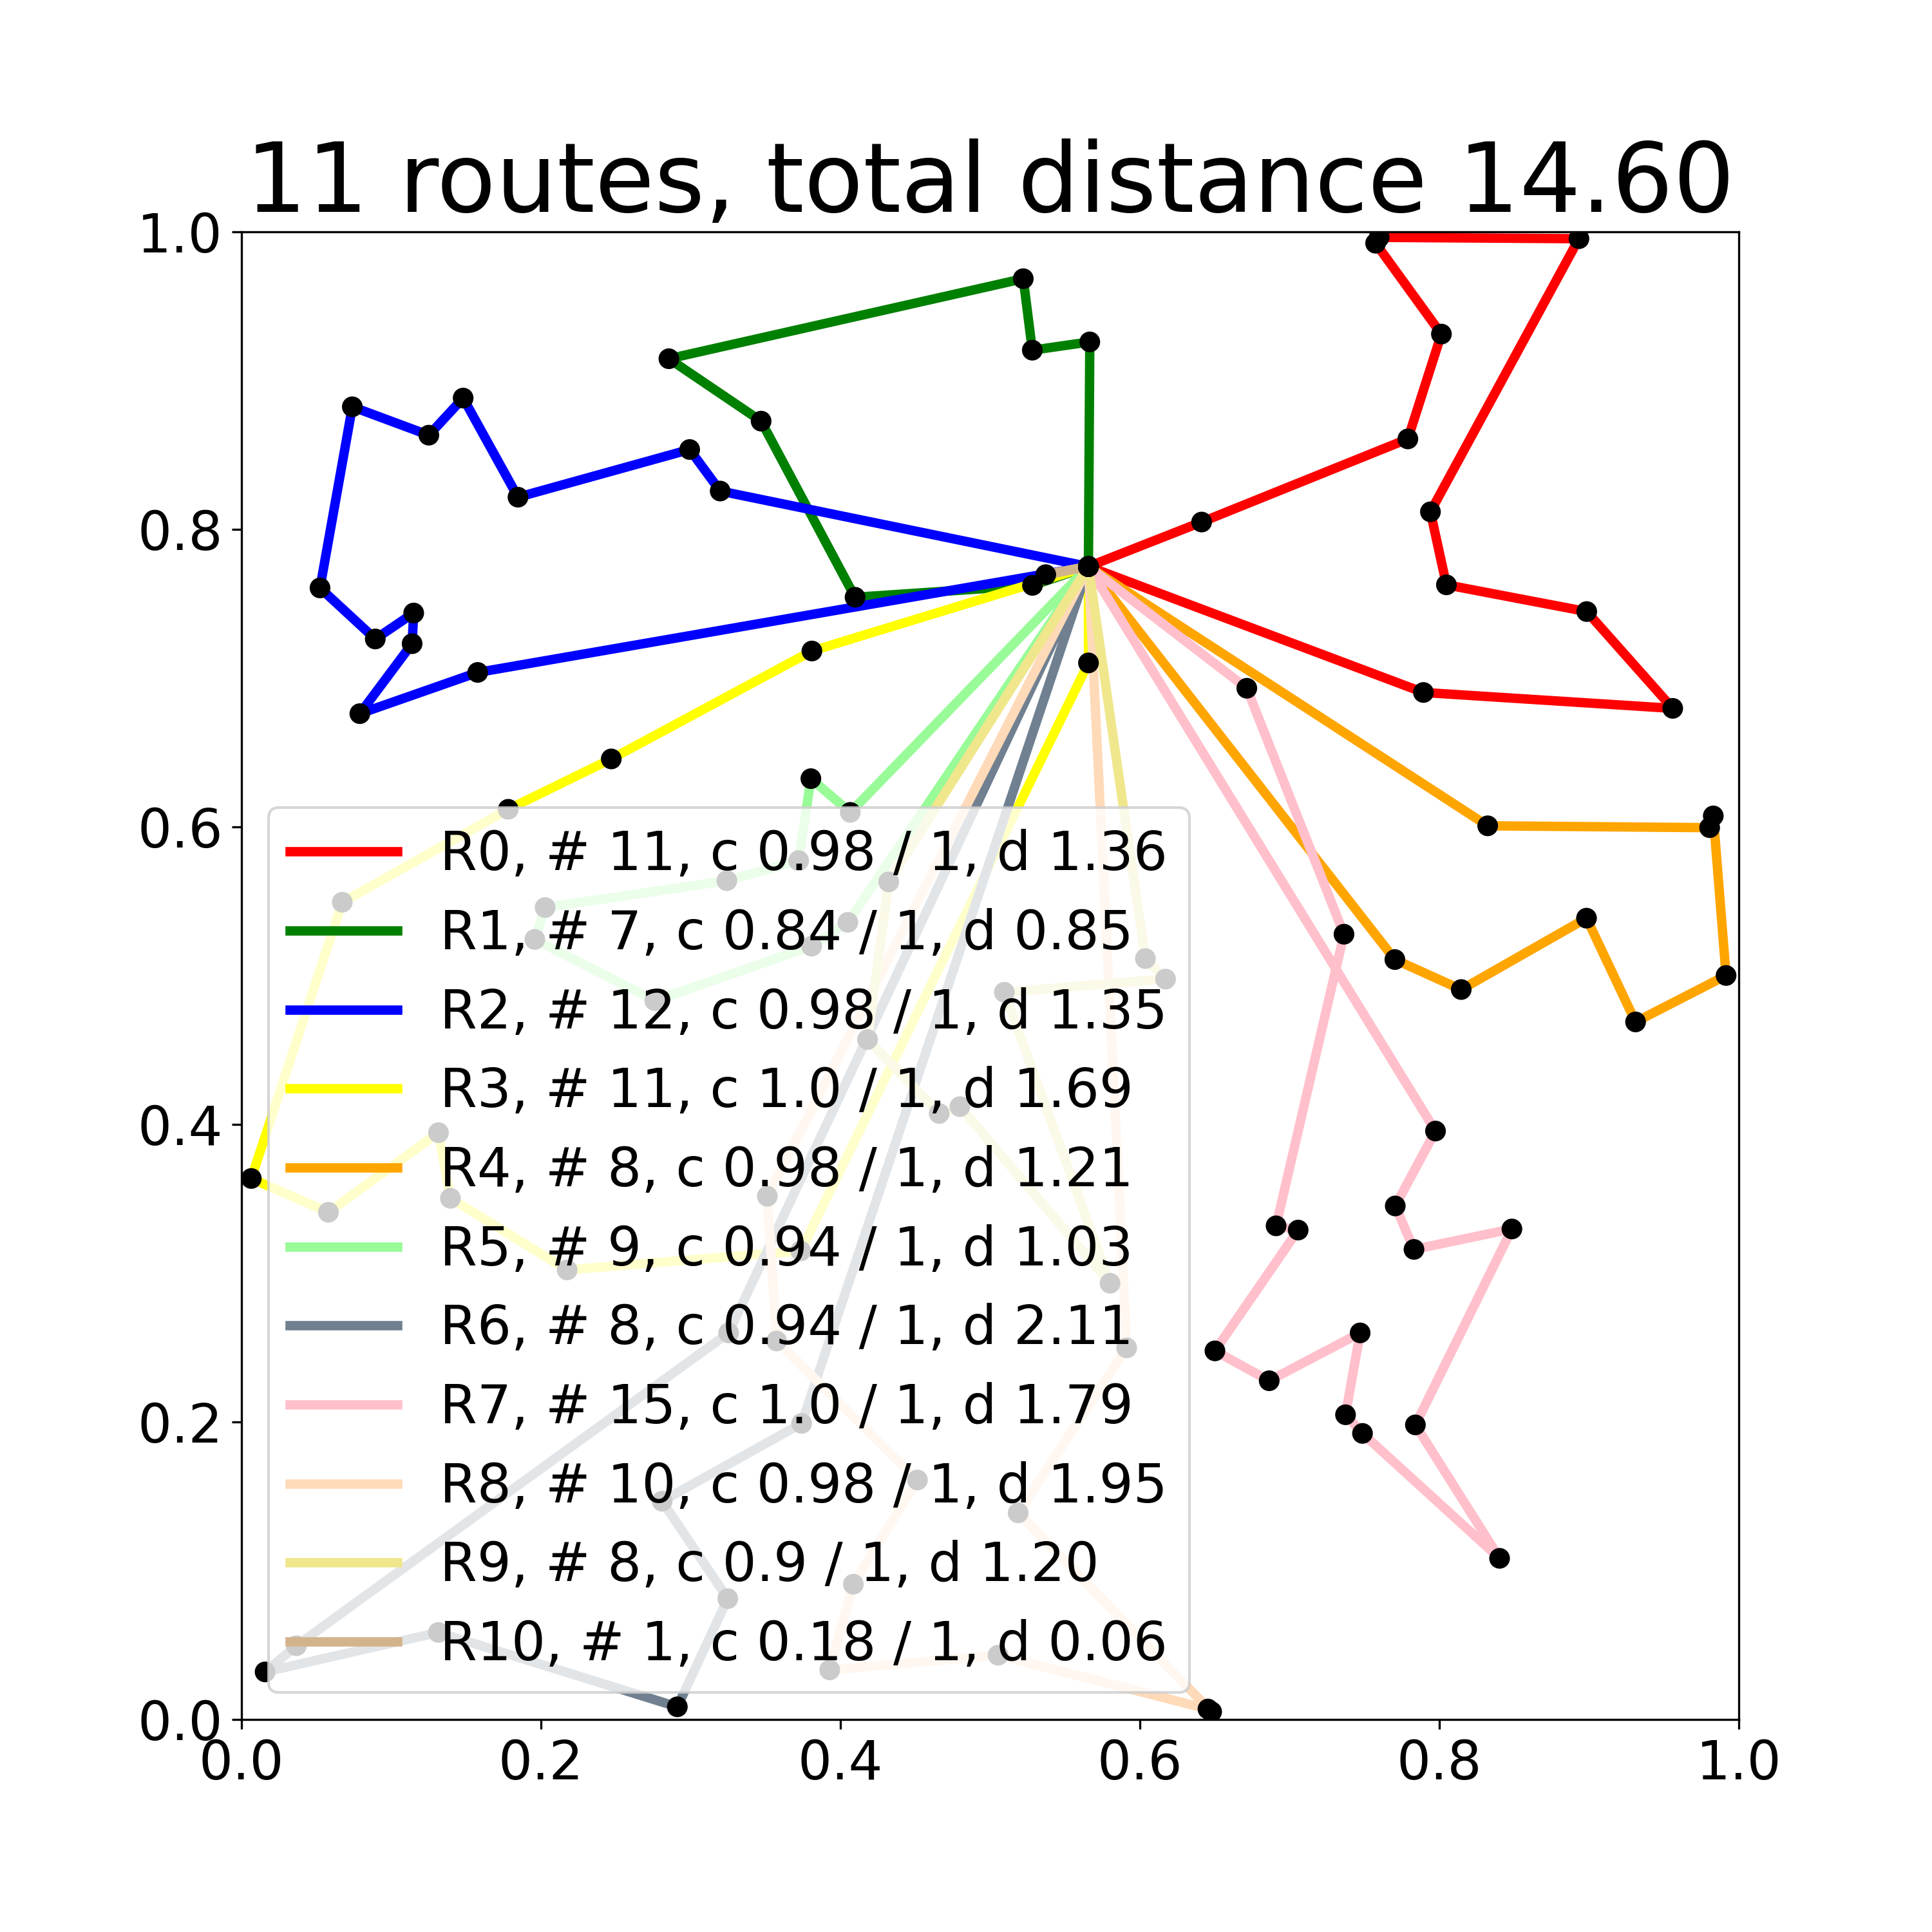 11 routes, total distance 14.60
1.0
0.8
0.6
0.4
0.2
0.0
R0, # 11, c 0.98 / 1, d 1.36
R1, # 7, c 0.84 / 1, d 0.85
R2, # 12, c 0.98 / 1, d 1.35
R3, # 11, c 1.0 / 1, d 1.69
R4, # 8, c 0.98 / 1, d 1.21
R5, # 9, c 0.94 / 1, d 1.03
R6, # 8, c 0.94 / 1, d 2.11
R7, # 15, c 1.0 / 1, d 1.79
R8, # 10, c 0.98 / 1, d 1.95
R9, # 8, c 0.9 / 1, d 1.20
R10, # 1, c 0.18 / 1, d 0.06
0.0 0.2 0.4 0.6 0.8 1.0